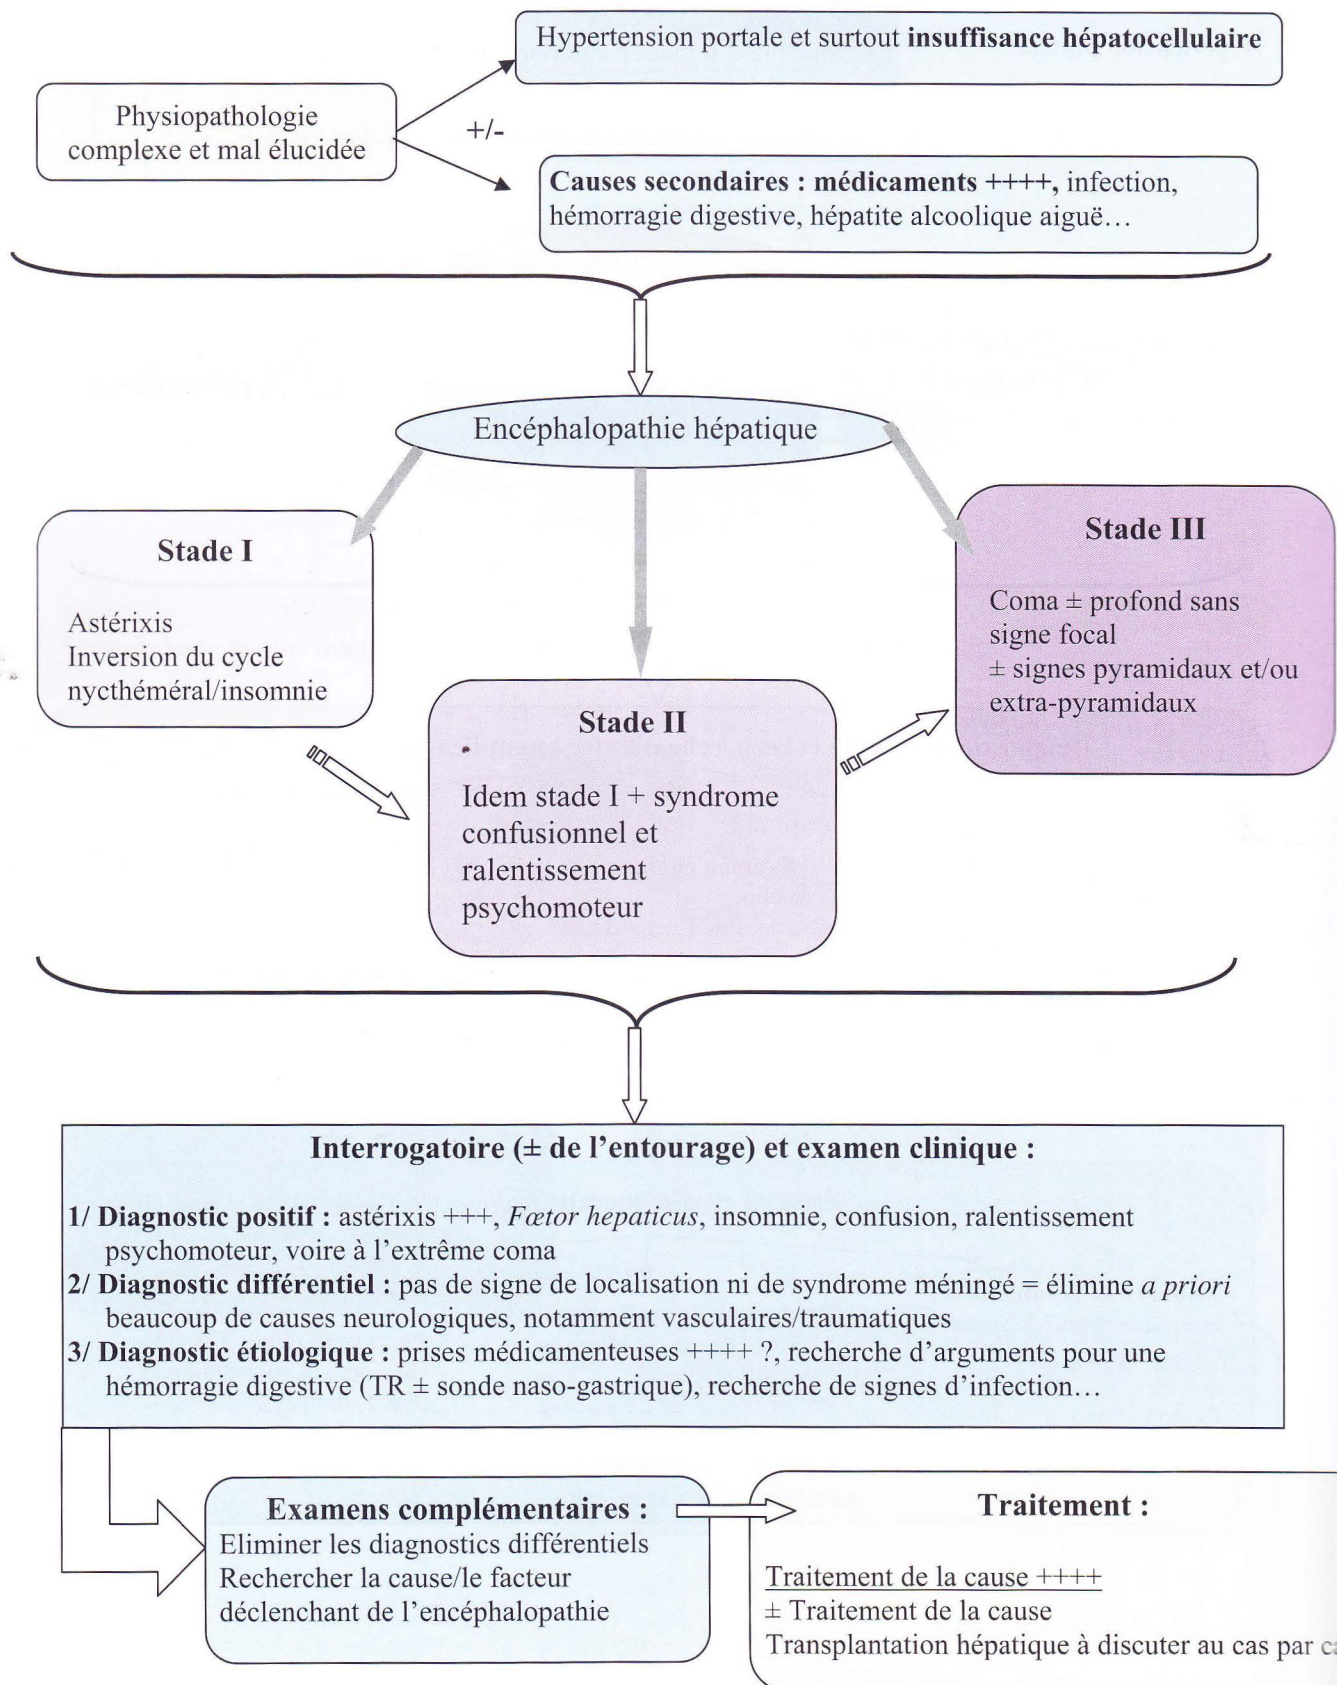 Hypertension portale et surtout insuffisance hépatocellulaire
Physiopathologie
complexe et mal élucidée
+/-
Causes secondaires : médicaments ++++, infection,
hémorragie digestive, hépatite alcoolique aiguë…
Encéphalopathie hépatique
Stade I
Astérixis
Inversion du cycle
nycthéméral/insomnie
Stade II
Idem stade I + syndrome
confusionnel et
ralentissement
psychomoteur
Stade III
Coma ± profond sans
signe focal
± signes pyramidaux et/ou
extra-pyramidaux
Interrogatoire (± de l’entourage) et examen clinique :
1/ Diagnostic positif : astérixis +++, Fœtor hepaticus, insomnie, confusion, ralentissement
psychomoteur, voire à l’extrême coma
2/ Diagnostic différentiel : pas de signe de localisation ni de syndrome méningé = élimine a priori
beaucoup de causes neurologiques, notamment vasculaires/traumatiques
3/ Diagnostic étiologique : prises médicamenteuses ++++ ?, recherche d’arguments pour une
hémorragie digestive (TR ± sonde naso-gastrique), recherche de signes d’infection…
Examens complémentaires :
Eliminer les diagnostics différentiels
Rechercher la cause/le facteur
déclenchant de l’encéphalopathie
Traitement :
Traitement de la cause ++++
± Traitement de la cause
Transplantation hépatique à discuter au cas par